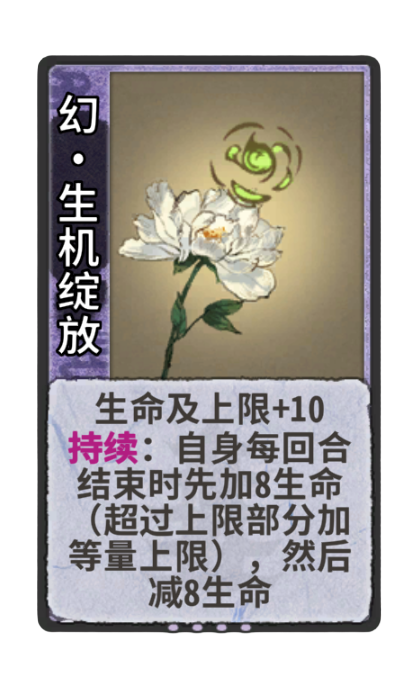 幻·生机绽放
生命及上限+10
持续：自身每回合
结束时先加8生命
（超过上限部分加
等量上限），然后
减8生命